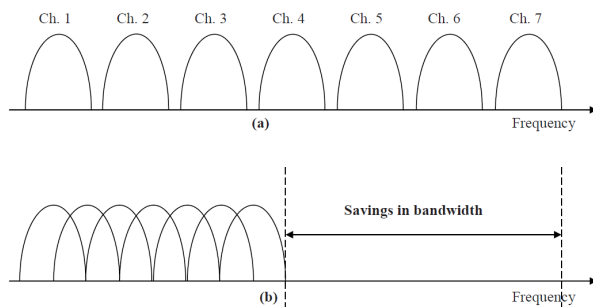 Ch. 1 Ch. 2 Ch. 3 Ch. 4 Ch. 5 Ch. 6 Ch. 7
(a) Frequency
Savings in bandwidth
(b) Frequency